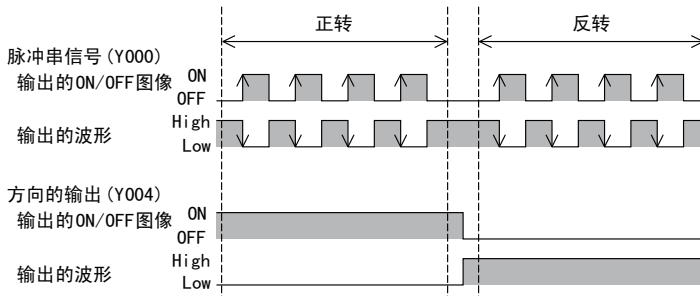 正转 反转
脉冲串信号(Y000)
输出的ON/OFF图像 ON
OFF
输出的波形 High
Low
方向的输出(Y004)
输出的ON/OFF图像 ON
OFF
输出的波形 High
Low